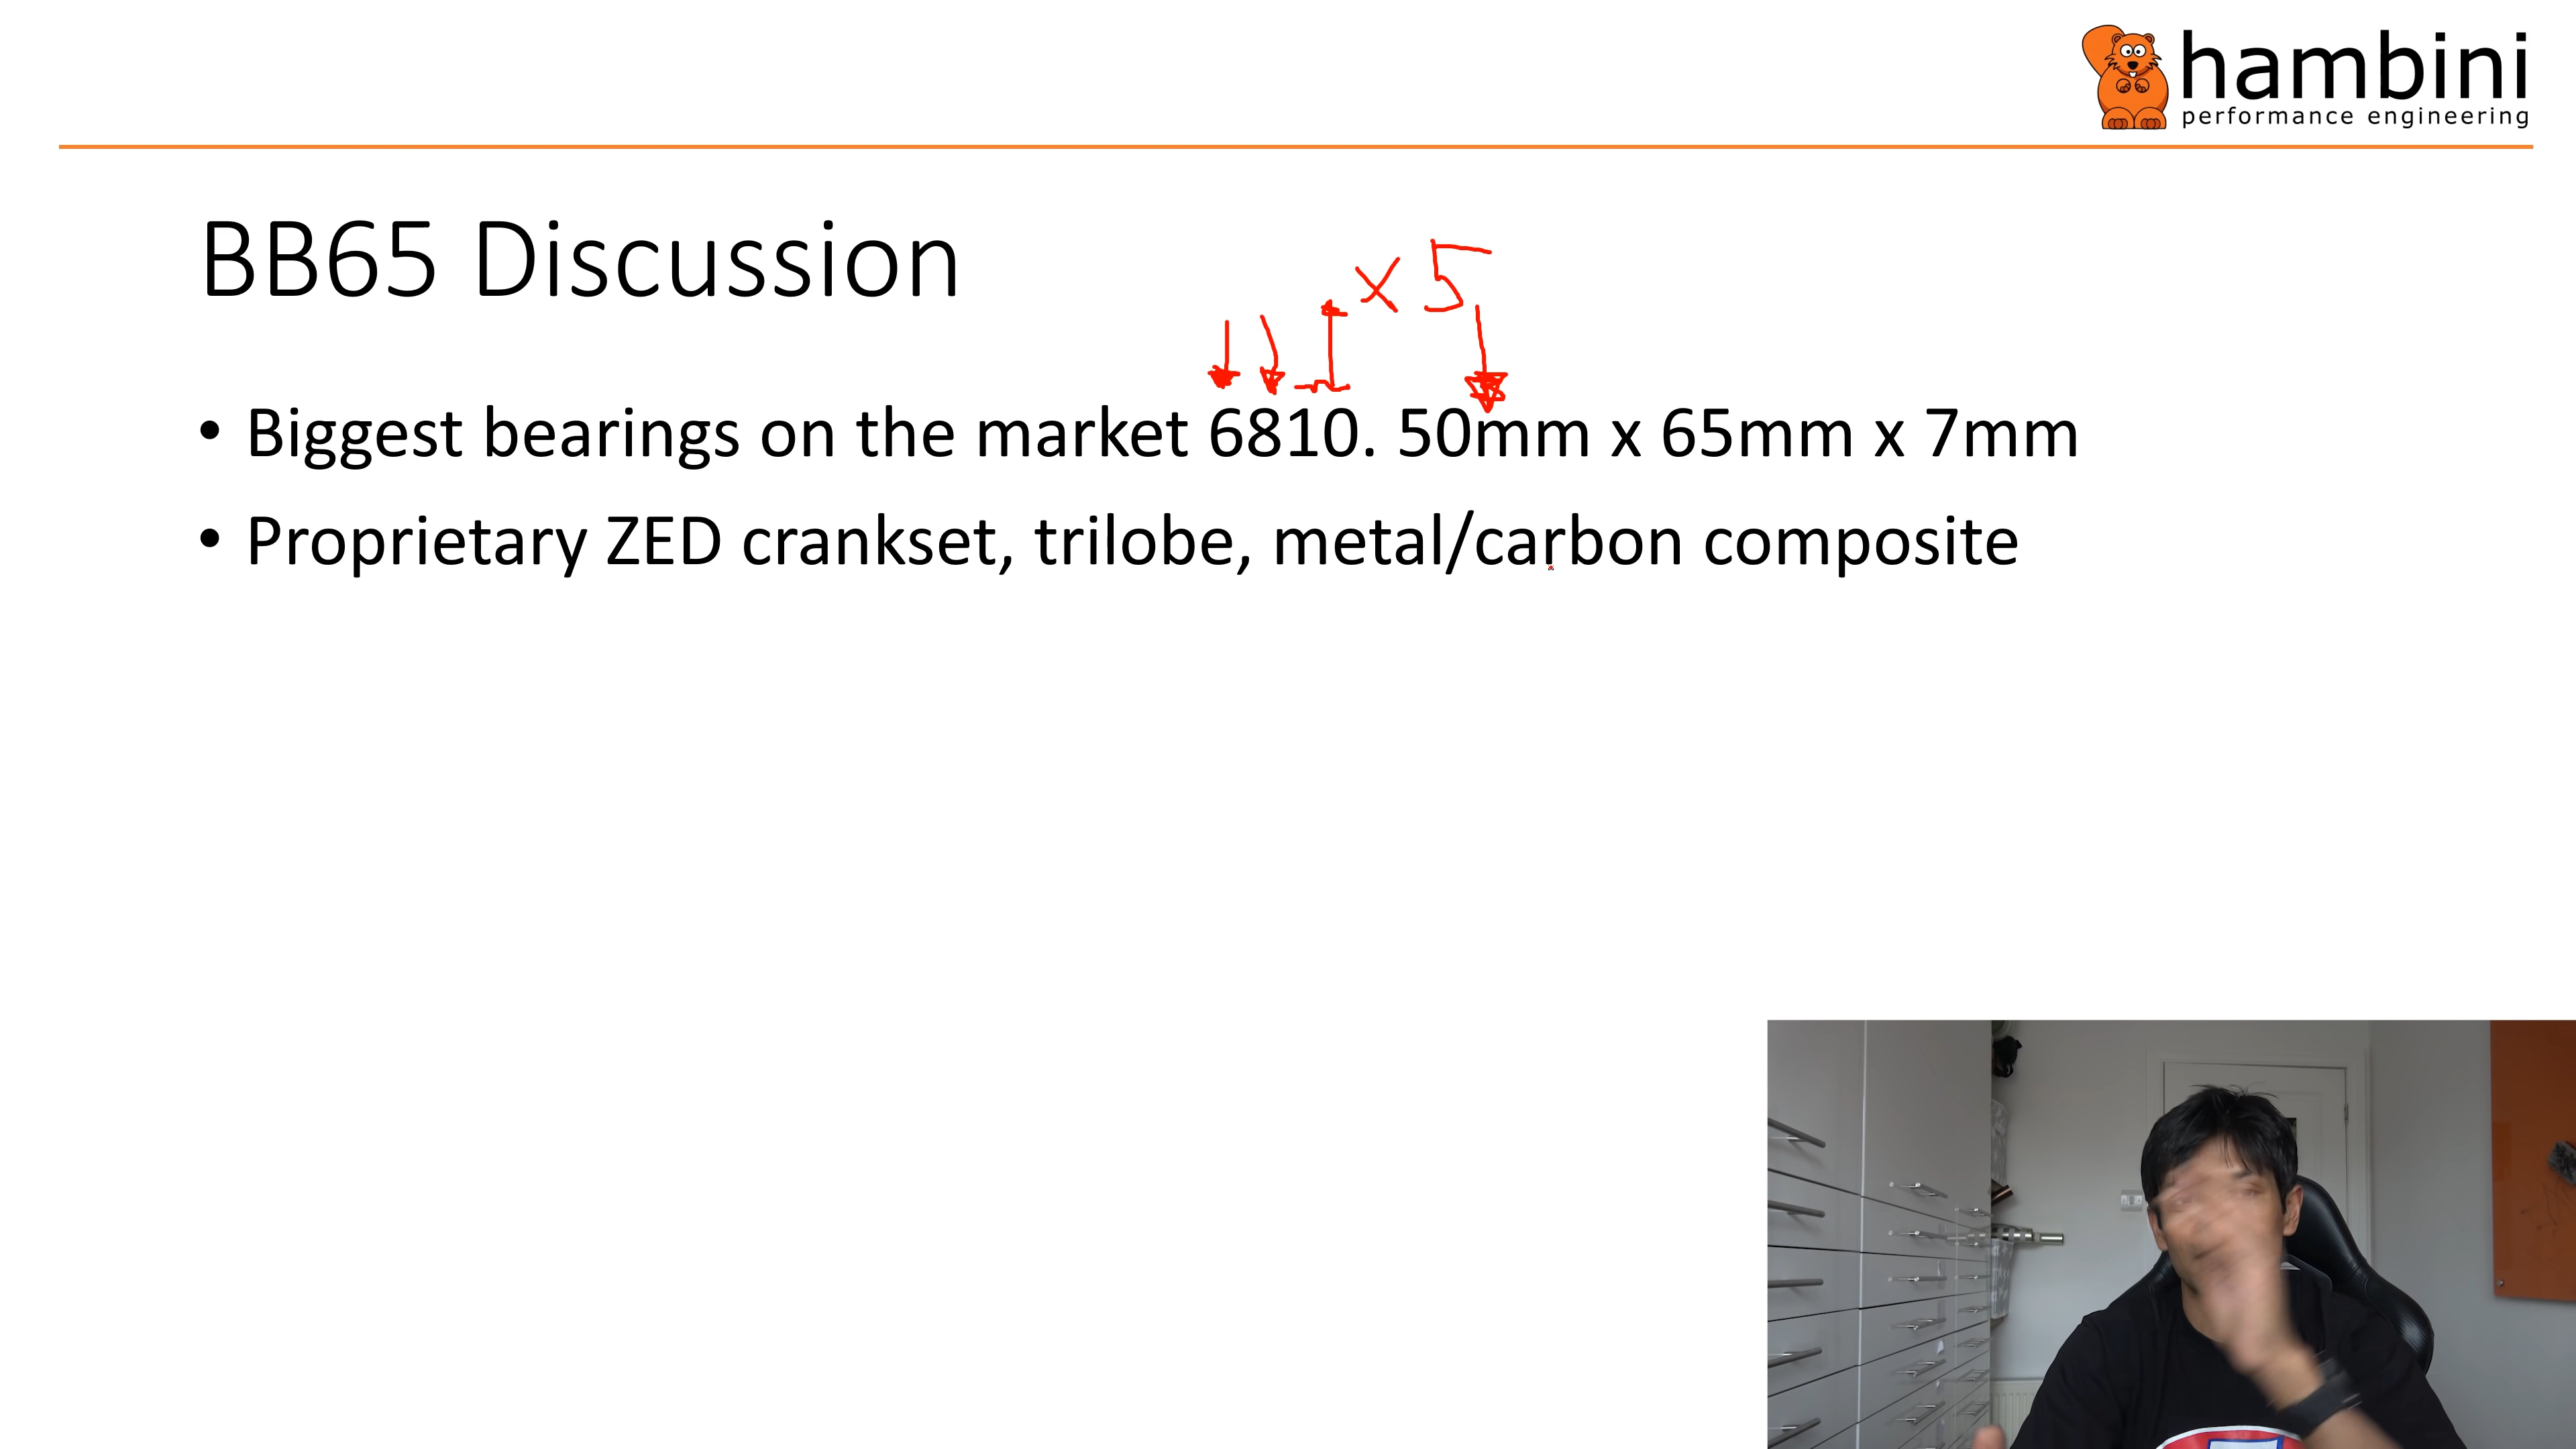 hambini
performance engineering
BB65 Discussion
x 5
• Biggest bearings on the market 6810. 50mm x 65mm x 7mm
• Proprietary ZED crankset, trilobe, metal/carbon composite